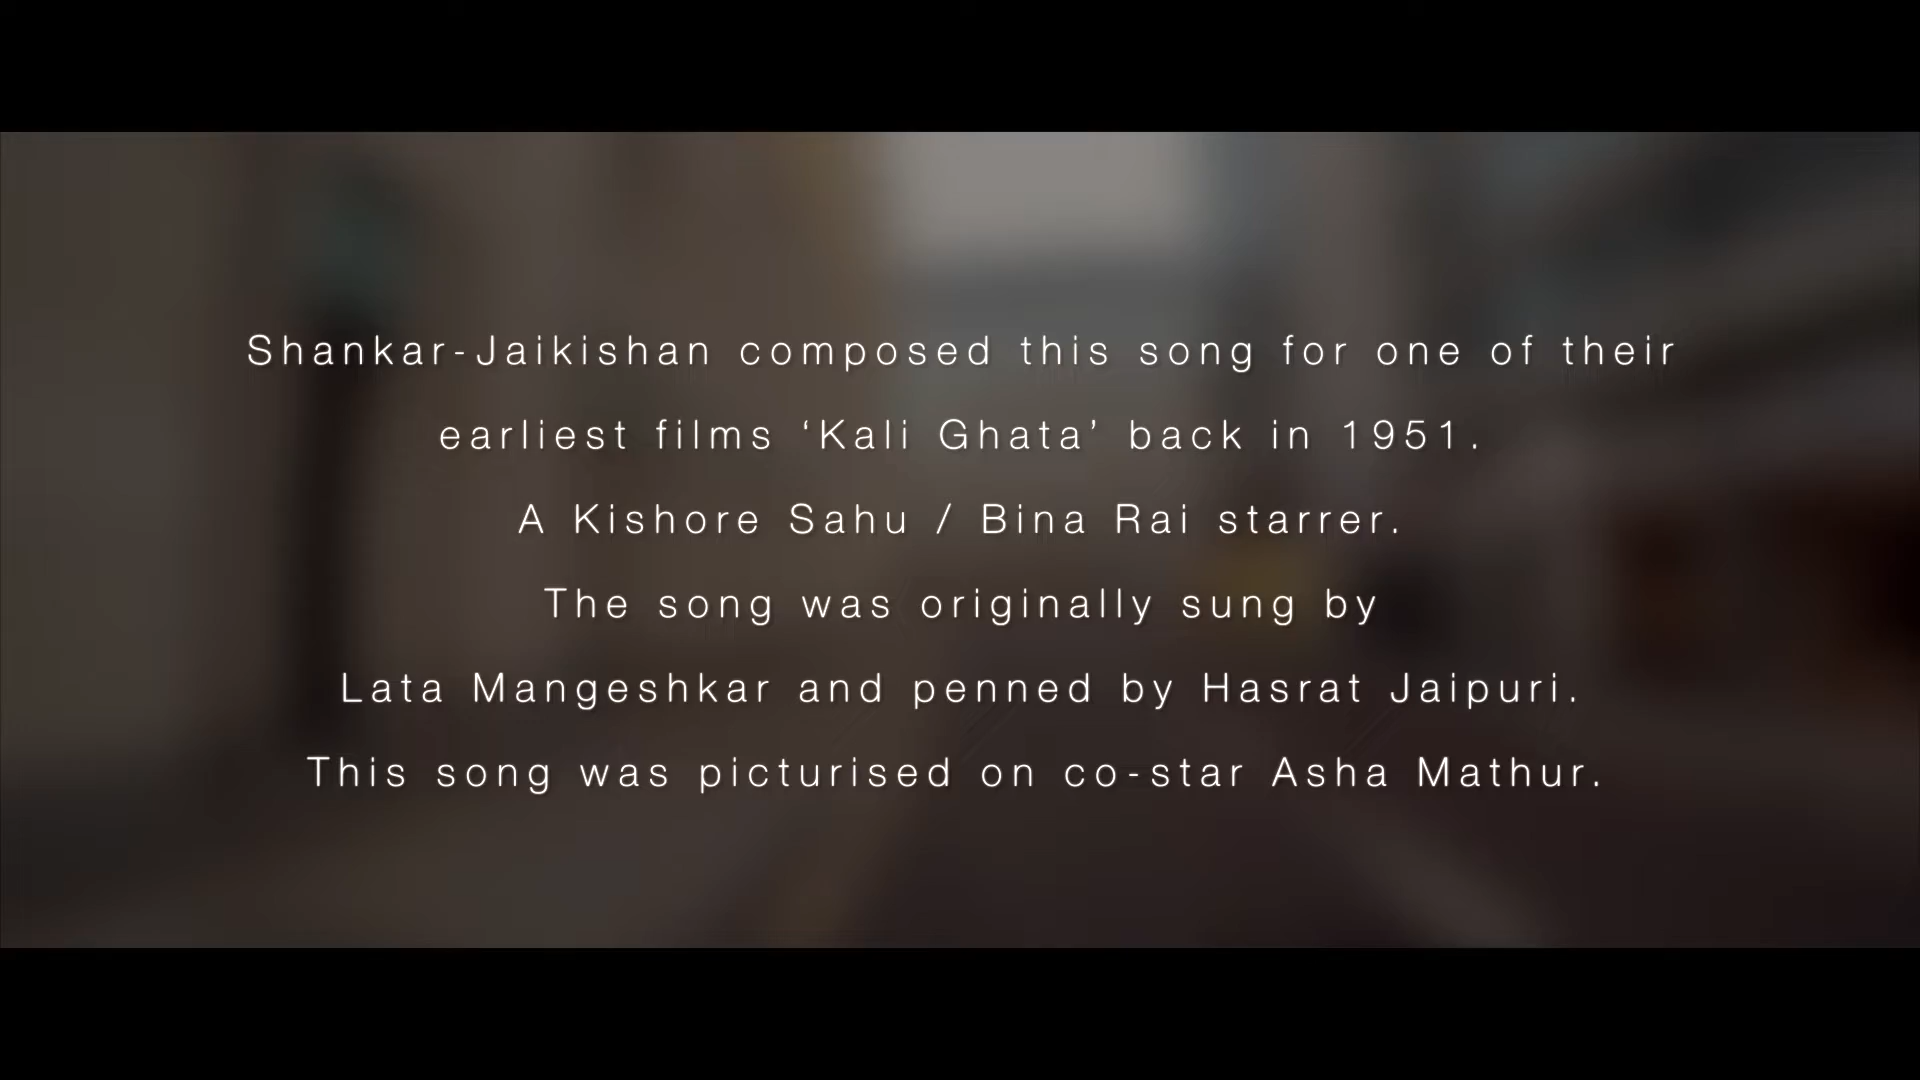 Shankar-Jaikishan composed this song for one of their
earliest films ‘Kali Ghata’ back in 1951.
A Kishore Sahu / Bina Rai starrer.
The song was originally sung by
Lata Mangeshkar and penned by Hasrat Jaipuri.
This song was picturised on co-star Asha Mathur.